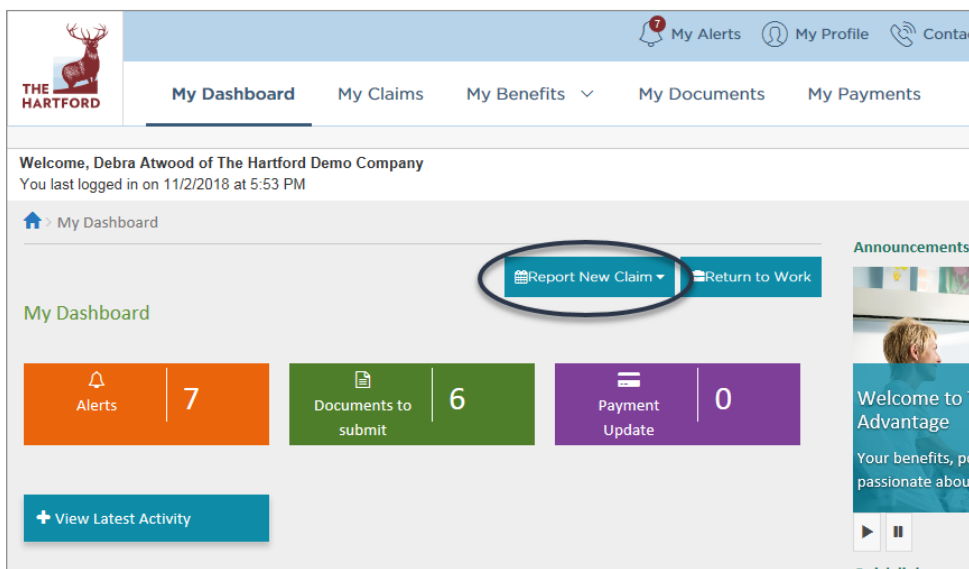 7
My Alerts My Profile Contac
THE
HARTFORD
My Dashboard My Claims My Benefits My Documents My Payments
Welcome, Debra Atwood of The Hartford Demo Company
You last logged in on 11/2/2018 at 5:53 PM
My Dashboard
Announcements
Report New Claim Return to Work
My Dashboard
Alerts 7
Documents to
submit
6
Payment
Update
0
Welcome to
Advantage
Your benefits, p
passionate abou
+ View Latest Activity